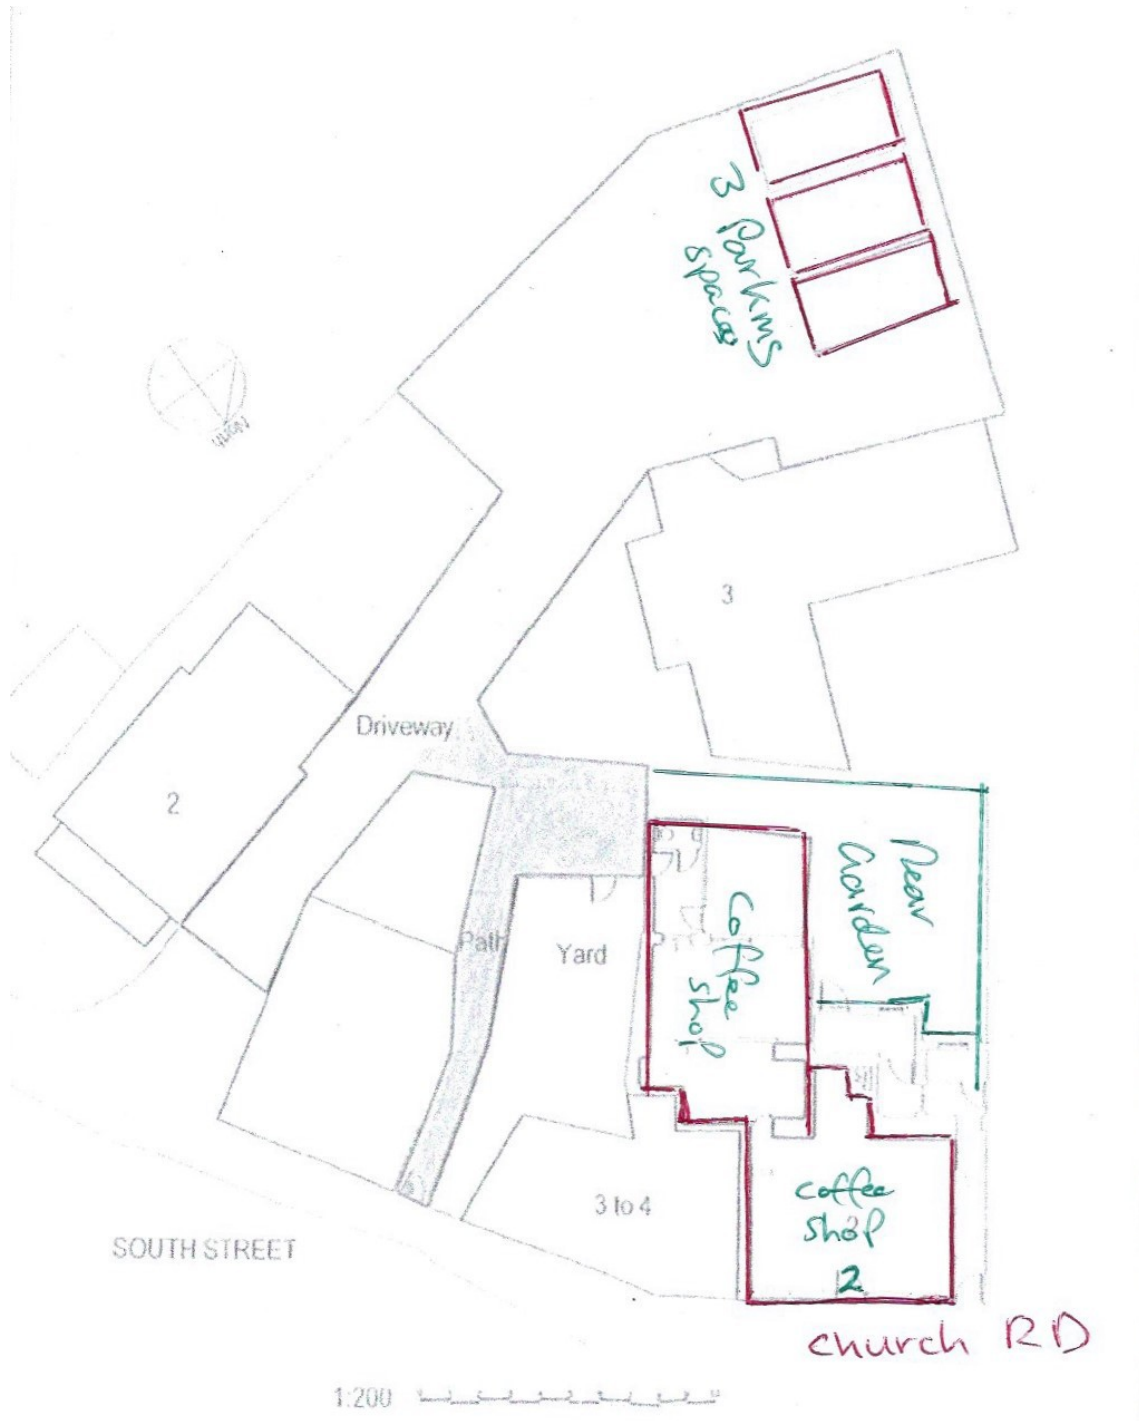 3 Parking
spaces
North
3
Driveway
2
Rear
Garden
Path
Yard
Coffee
shop
3 to 4
coffee
shop
2
SOUTH STREET
church RD
1:200